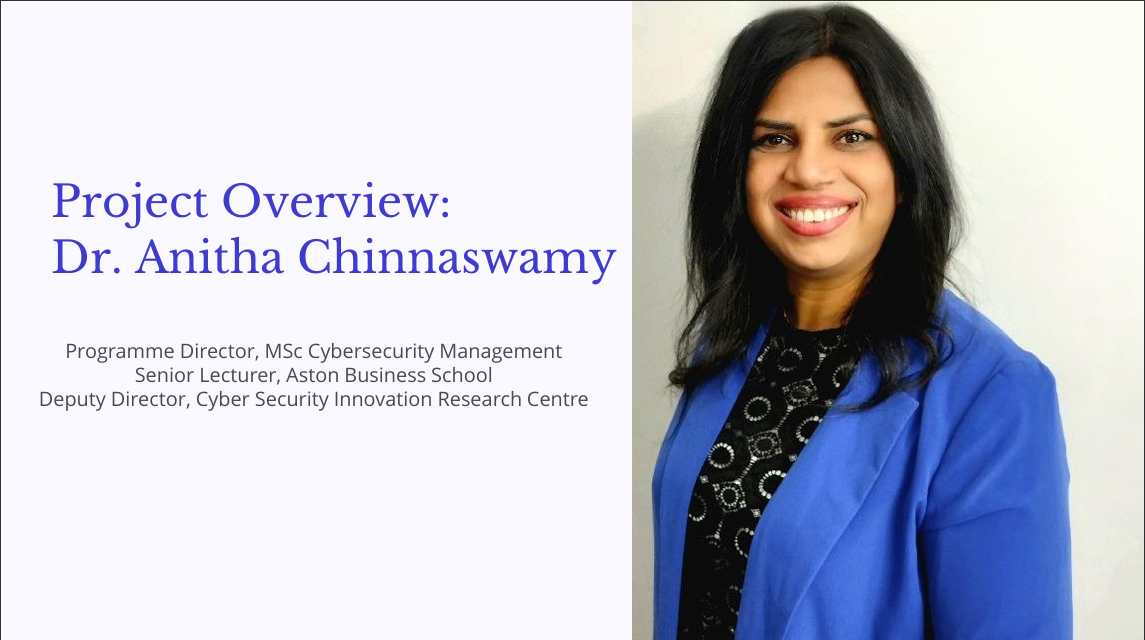 Project Overview:
Dr. Anitha Chinnaswamy
Programme Director, MSc Cybersecurity Management
Senior Lecturer, Aston Business School
Deputy Director, Cyber Security Innovation Research Centre